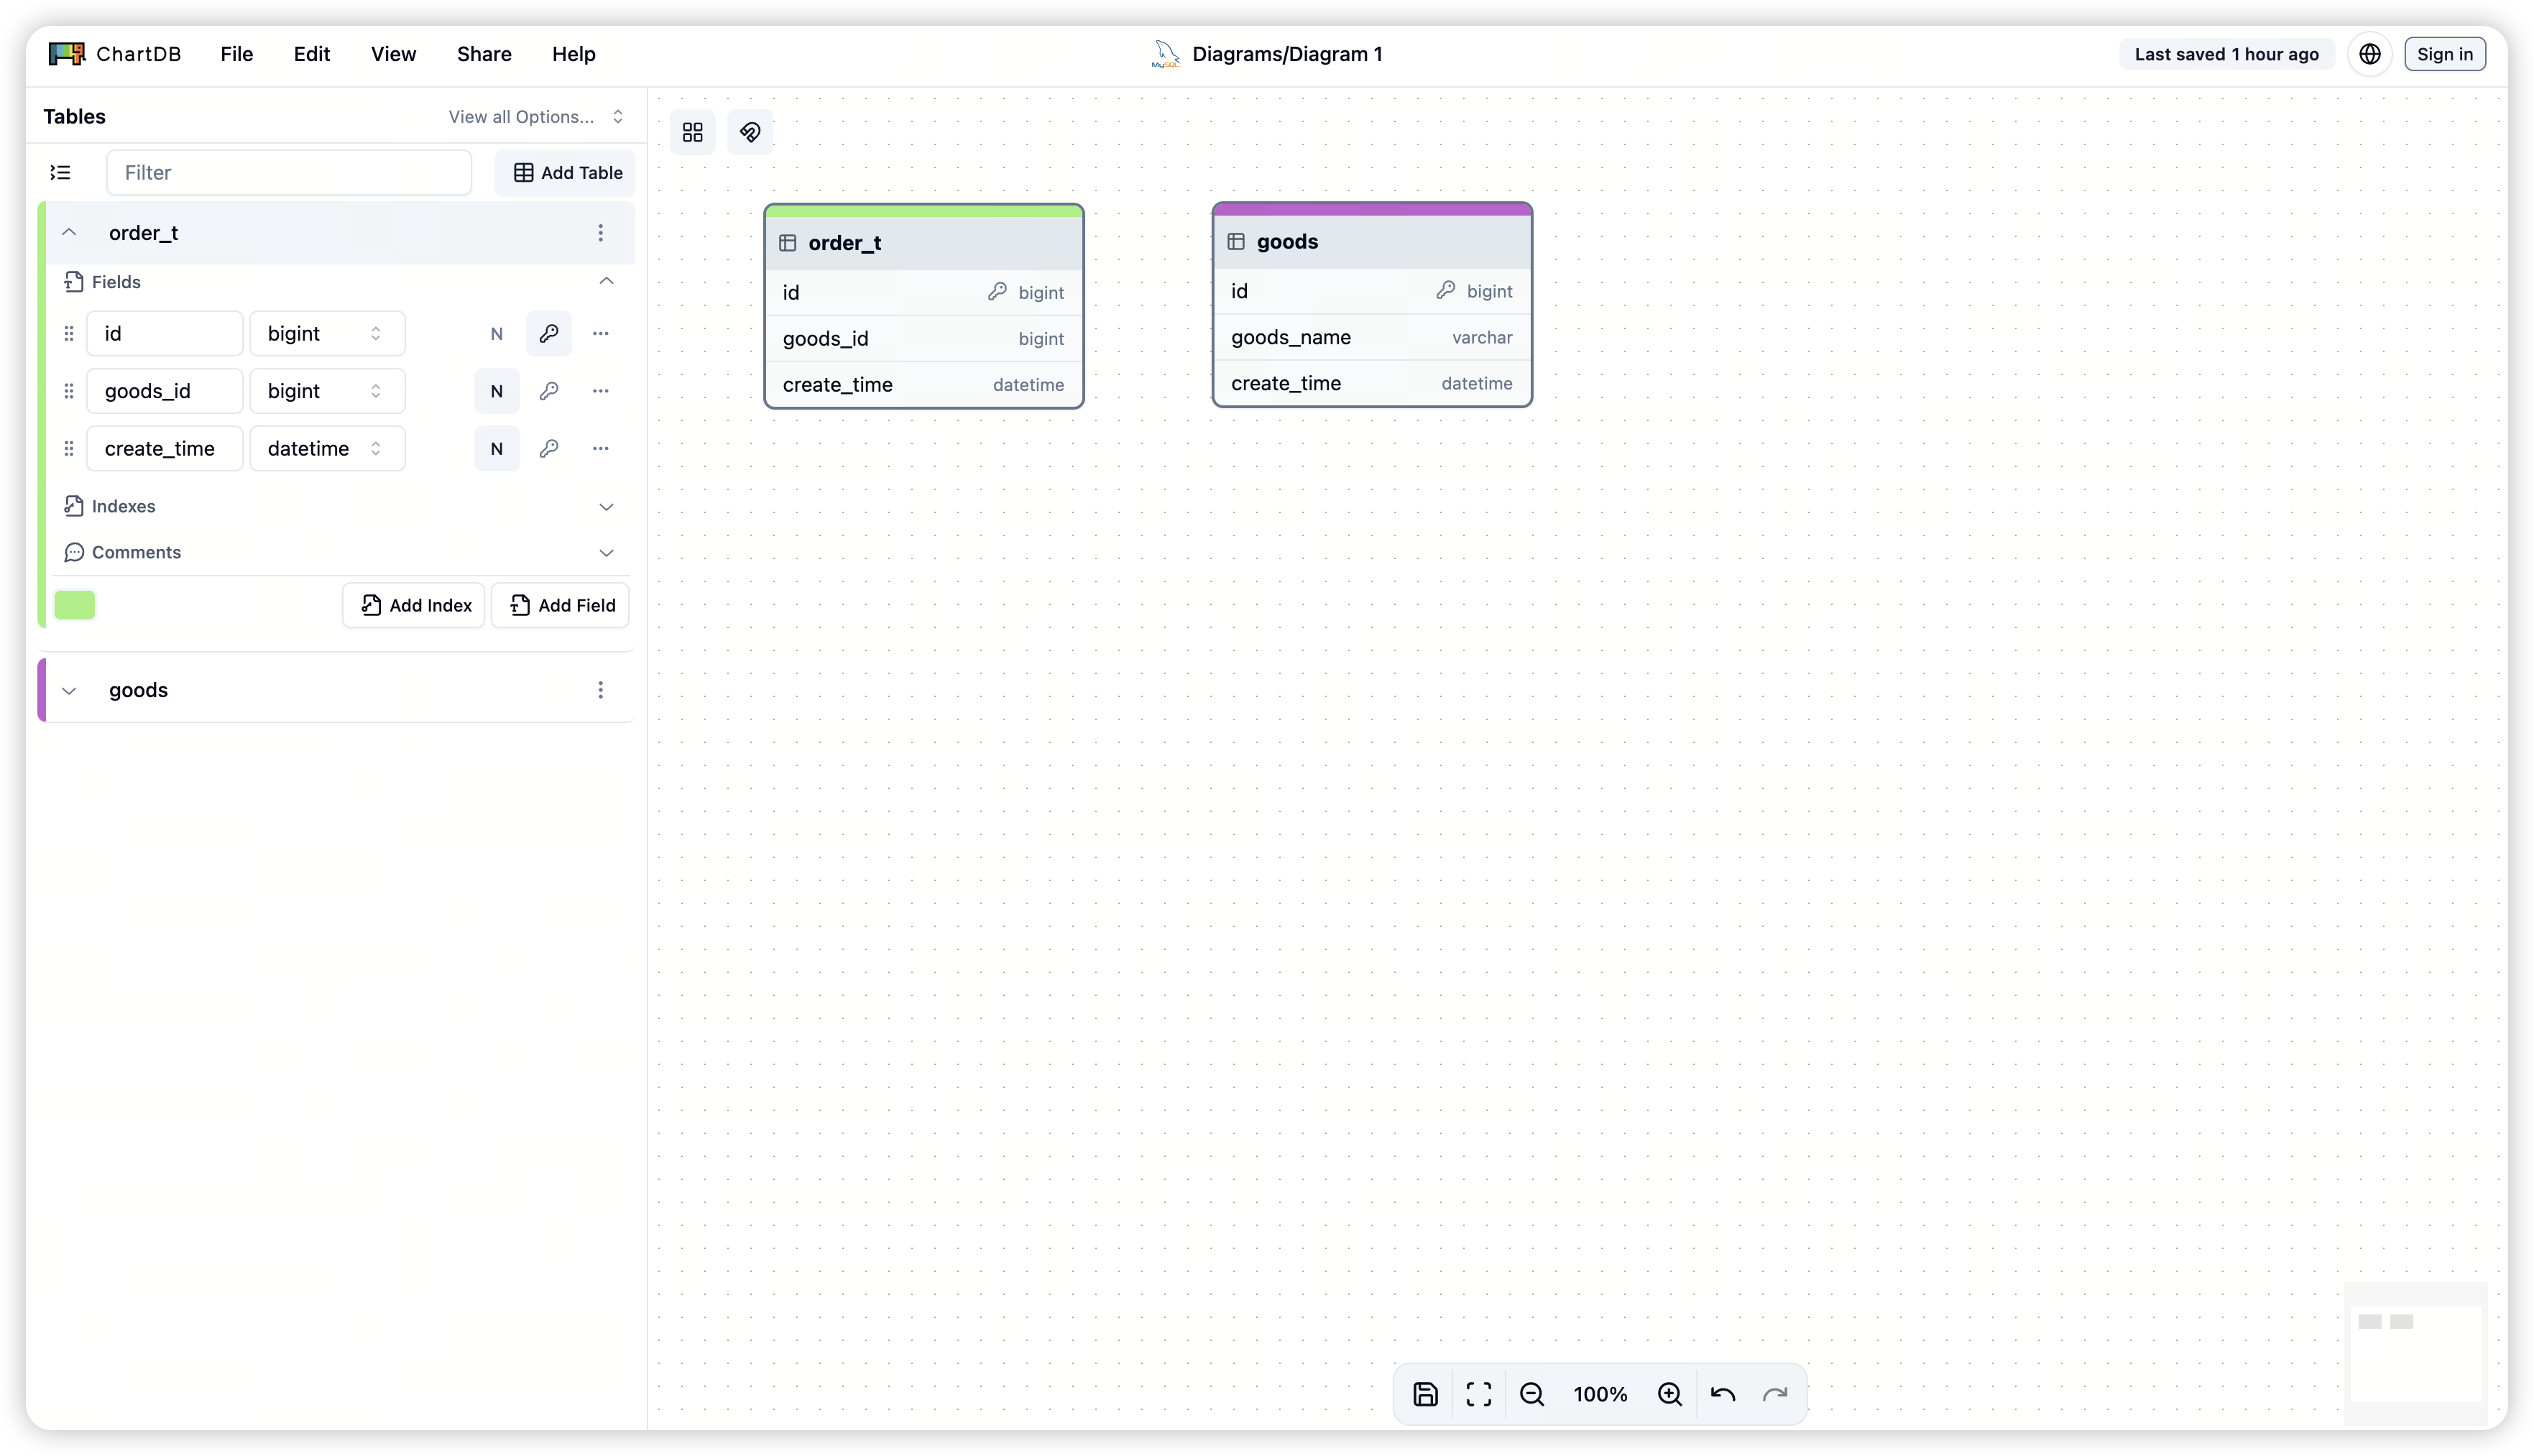 ChartDB File Edit View Share Help MySQL Diagrams/Diagram 1 Last saved 1 hour ago Sign in
Tables View all Options...
Filter Add Table
order_t
Fields
id bigint N
goods_id bigint N
create_time datetime N
Indexes
Comments
Add Index Add Field
goods
order_t
id bigint
goods_id bigint
create_time datetime
goods
id bigint
goods_name varchar
create_time datetime
100%